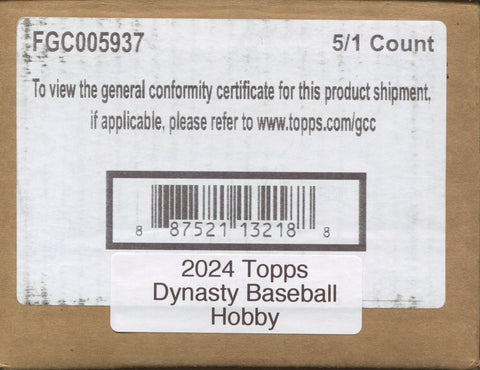 FGC005937 5/1 Count
To view the general conformity certificate for this product shipment,
if applicable, please refer to www.topps.com/gcc
8 87521 13218 8
2024 Topps
Dynasty Baseball
Hobby